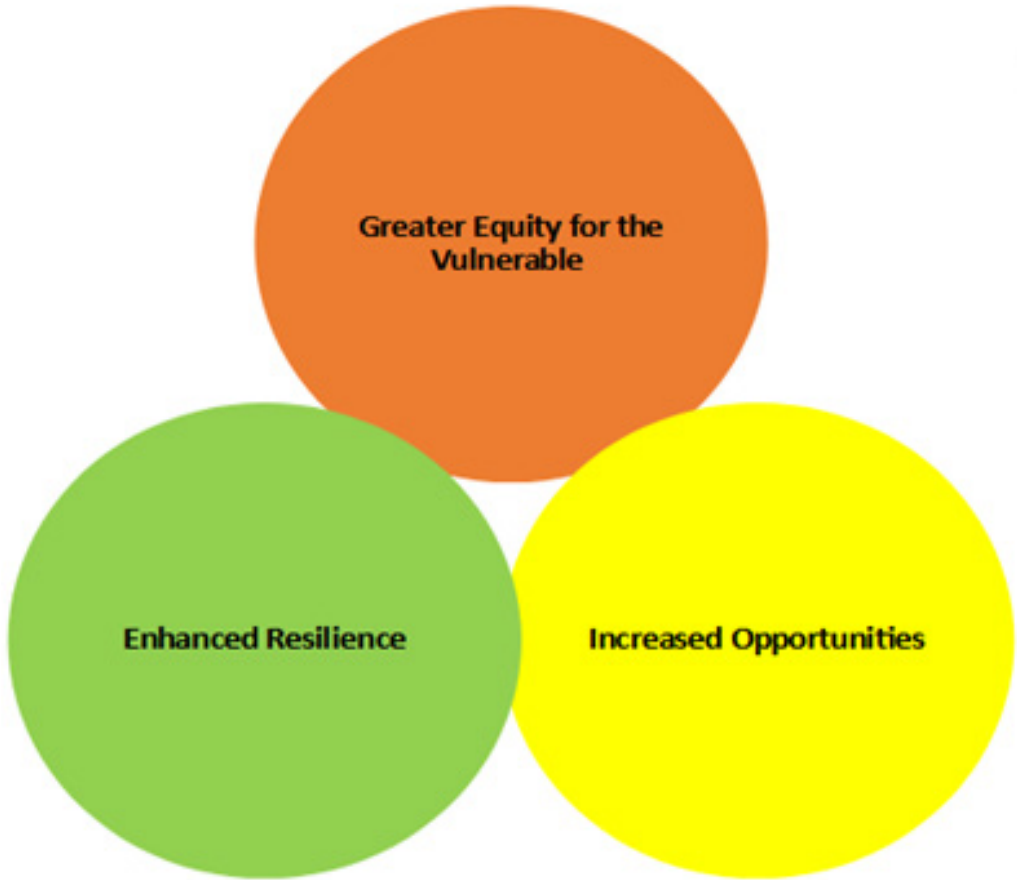 Greater Equity for the
Vulnerable
Enhanced Resilience
Increased Opportunities